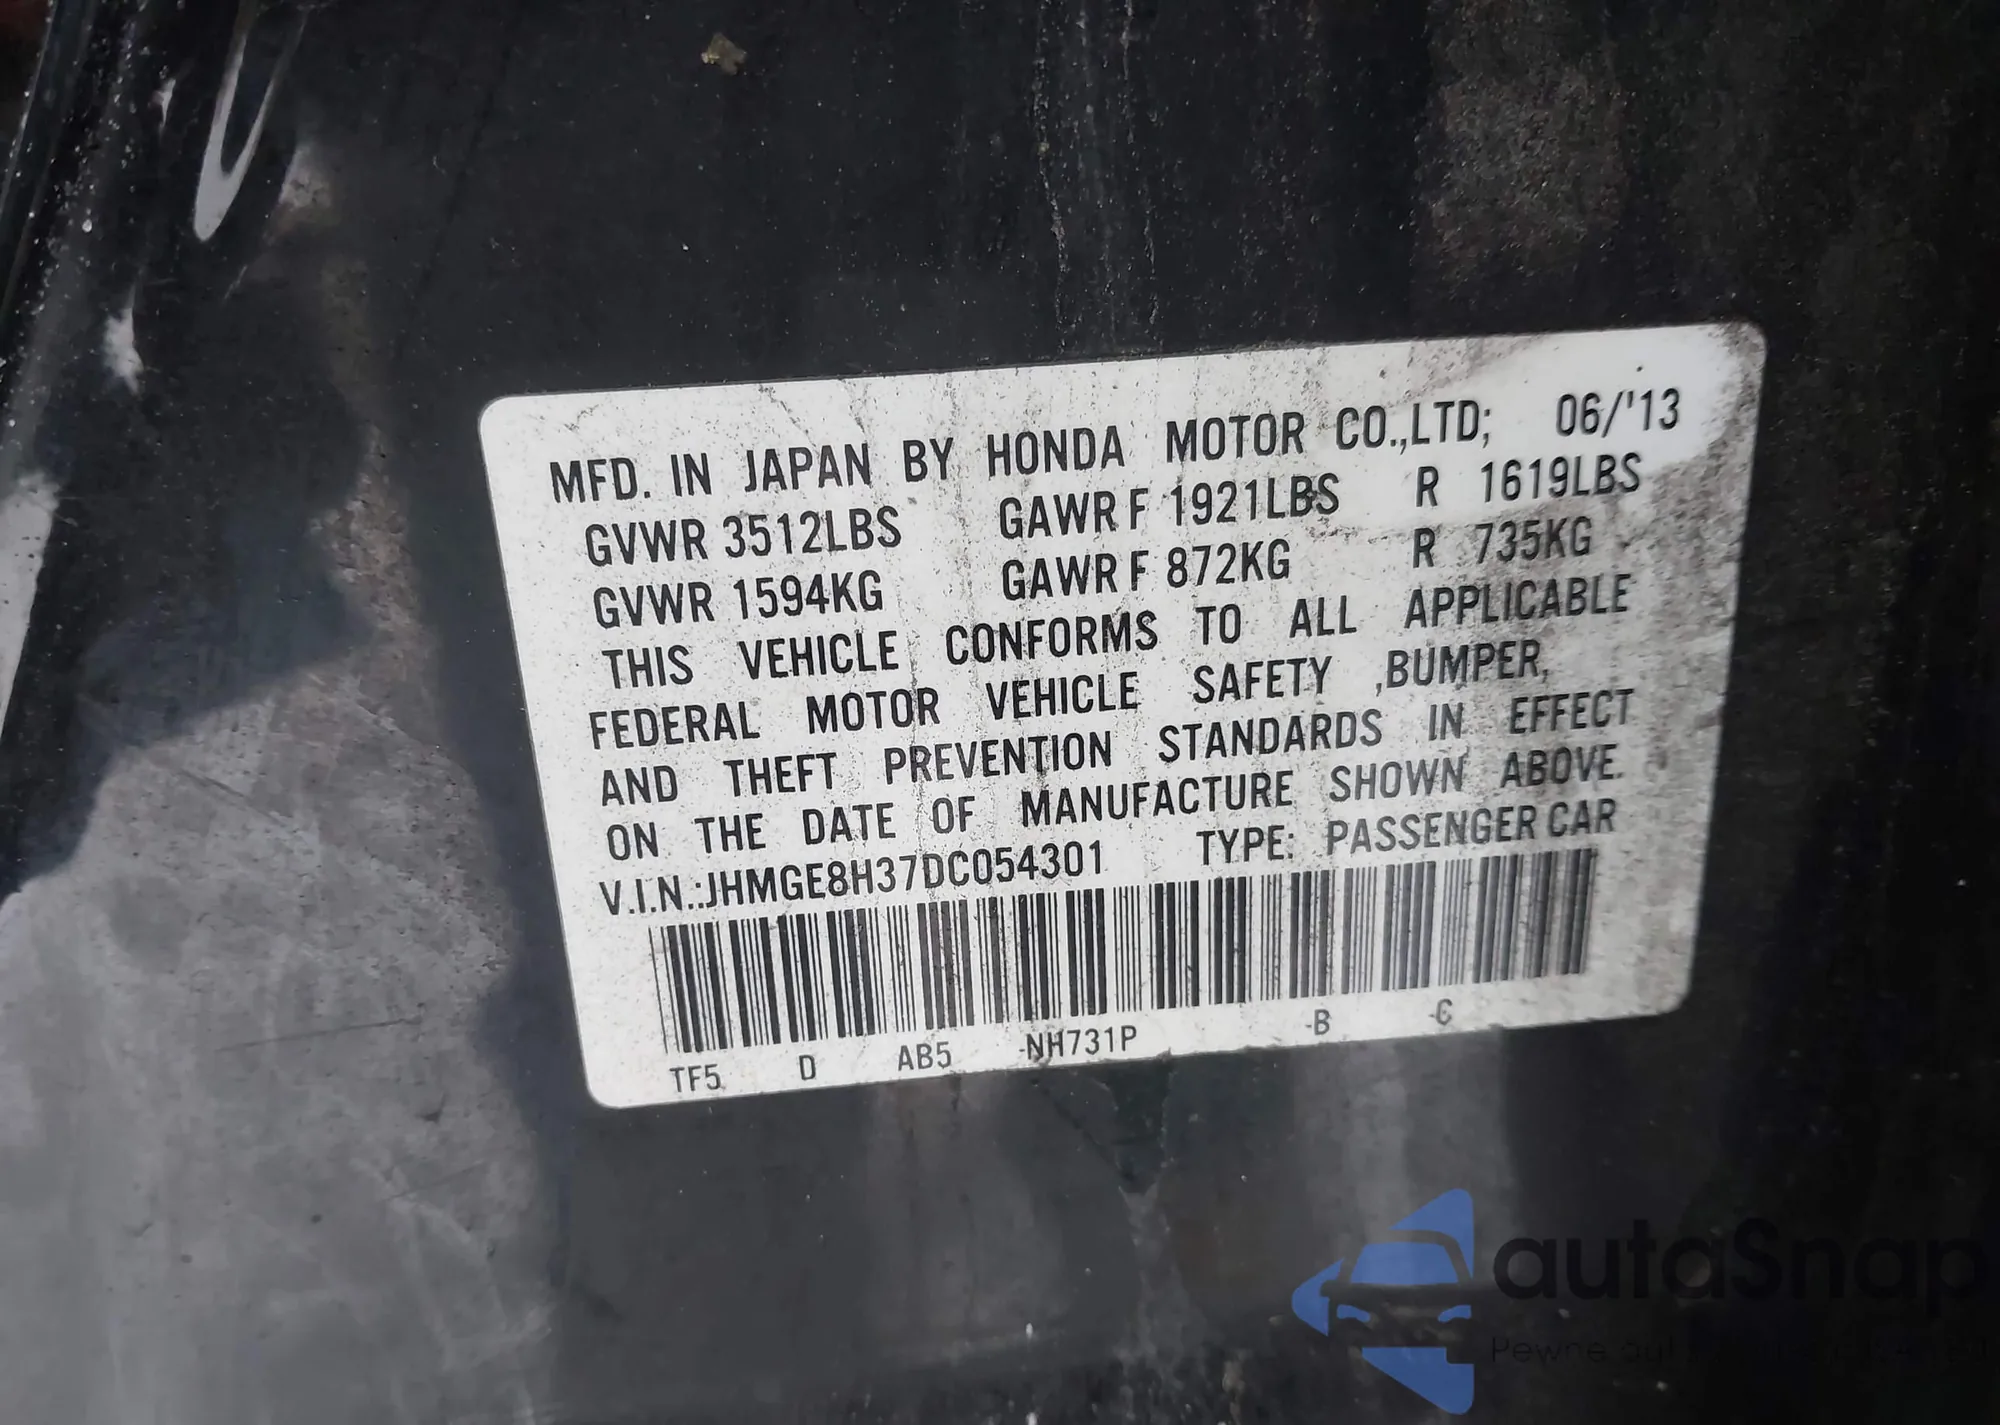 MFD. IN JAPAN BY HONDA MOTOR CO.,LTD; 06/'13
GVWR 3512LBS GAWR F 1921LBS R 1619LBS
GVWR 1594KG GAWR F 872KG R 735KG
THIS VEHICLE CONFORMS TO ALL APPLICABLE
FEDERAL MOTOR VEHICLE SAFETY ,BUMPER,
AND THEFT PREVENTION STANDARDS IN EFFECT
ON THE DATE OF MANUFACTURE SHOWN ABOVE.
V.I.N.:JHMGE8H37DC054301 TYPE: PASSENGER CAR
TF5 D AB5 -NH731P -B -C
autaSnap
Pewne